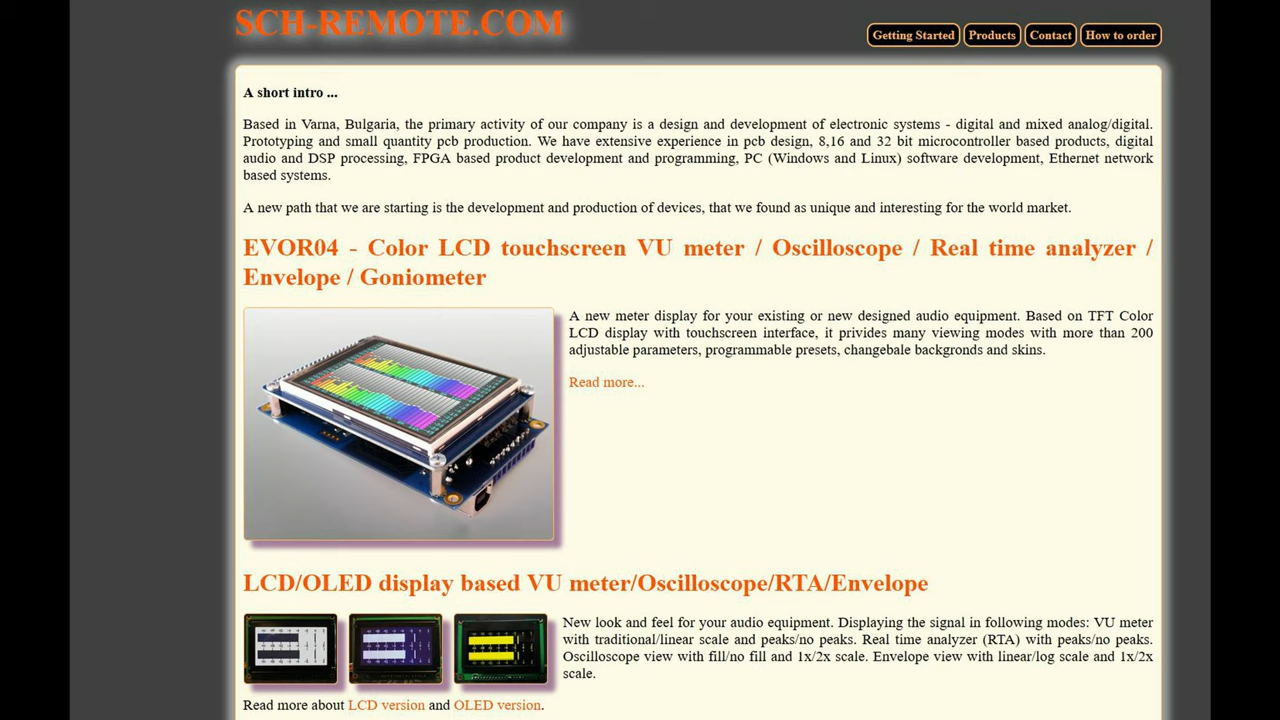 SCH-REMOTE.COM
Getting Started
Products
Contact
How to order
A short intro ...
Based in Varna, Bulgaria, the primary activity of our company is a design and development of electronic systems - digital and mixed analog/digital.
Prototyping and small quantity pcb production. We have extensive experience in pcb design, 8,16 and 32 bit microcontroller based products, digital
audio and DSP processing, FPGA based product development and programming, PC (Windows and Linux) software development, Ethernet network
based systems.
A new path that we are starting is the development and production of devices, that we found as unique and interesting for the world market.
EVOR04 - Color LCD touchscreen VU meter / Oscilloscope / Real time analyzer /
Envelope / Goniometer
A new meter display for your existing or new designed audio equipment. Based on TFT Color
LCD display with touchscreen interface, it privides many viewing modes with more than 200
adjustable parameters, programmable presets, changebale backgronds and skins.
Read more...
LCD/OLED display based VU meter/Oscilloscope/RTA/Envelope
New look and feel for your audio equipment. Displaying the signal in following modes: VU meter
with traditional/linear scale and peaks/no peaks. Real time analyzer (RTA) with peaks/no peaks.
Oscilloscope view with fill/no fill and 1x/2x scale. Envelope view with linear/log scale and 1x/2x
scale.
Read more about LCD version and OLED version.